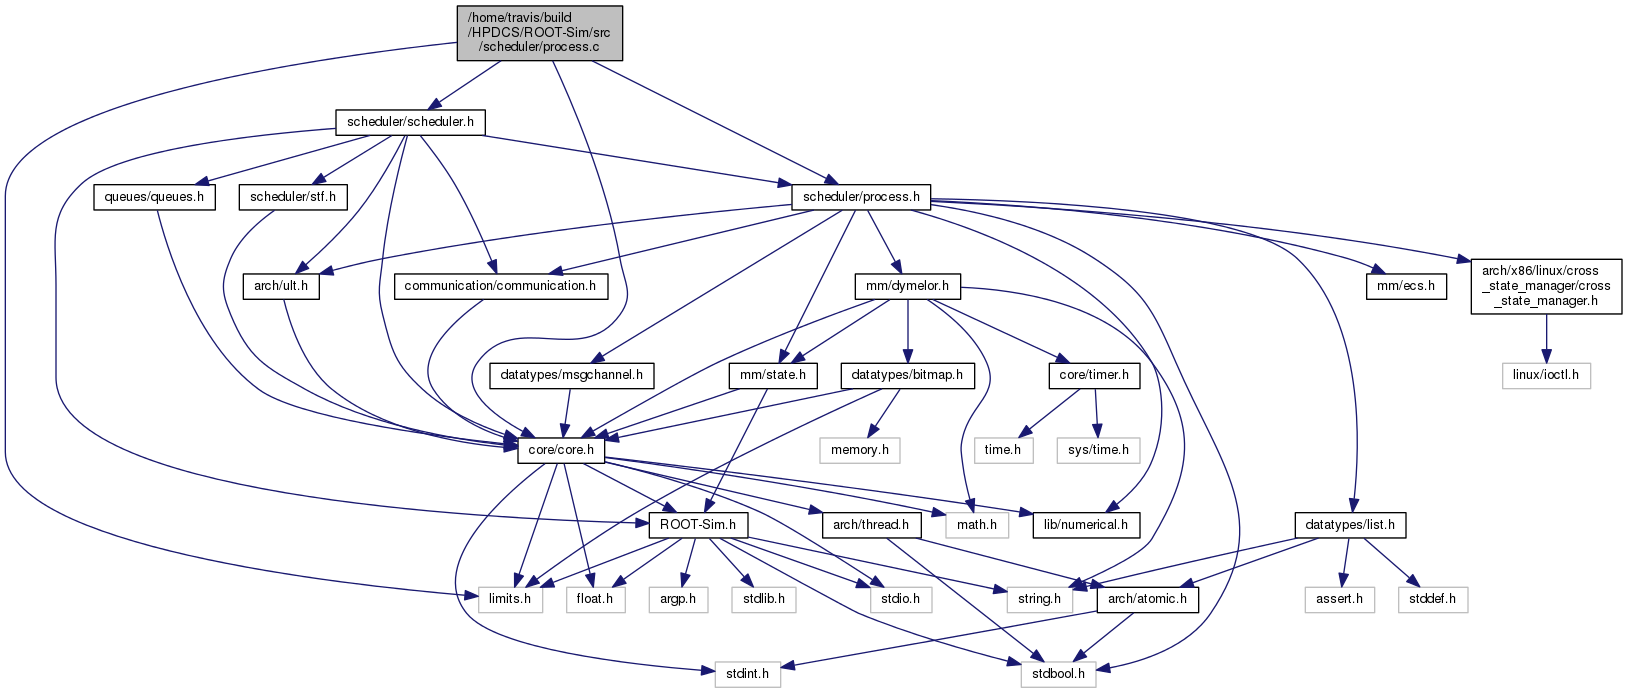 /home/travis/build
/HPDCS/ROOT-Sim/src
/scheduler/process.c
scheduler/scheduler.h
queues/queues.h
scheduler/stf.h
scheduler/process.h
arch/ult.h
communication/communication.h
mm/dymelor.h
mm/ecs.h
arch/x86/linux/cross
_state_manager/cross
_state_manager.h
datatypes/msgchannel.h
mm/state.h
datatypes/bitmap.h
core/timer.h
linux/ioctl.h
core/core.h
memory.h
time.h
sys/time.h
ROOT-Sim.h
arch/thread.h
math.h
lib/numerical.h
datatypes/list.h
limits.h
float.h
argp.h
stdlib.h
stdio.h
string.h
arch/atomic.h
assert.h
stddef.h
stdint.h
stdbool.h